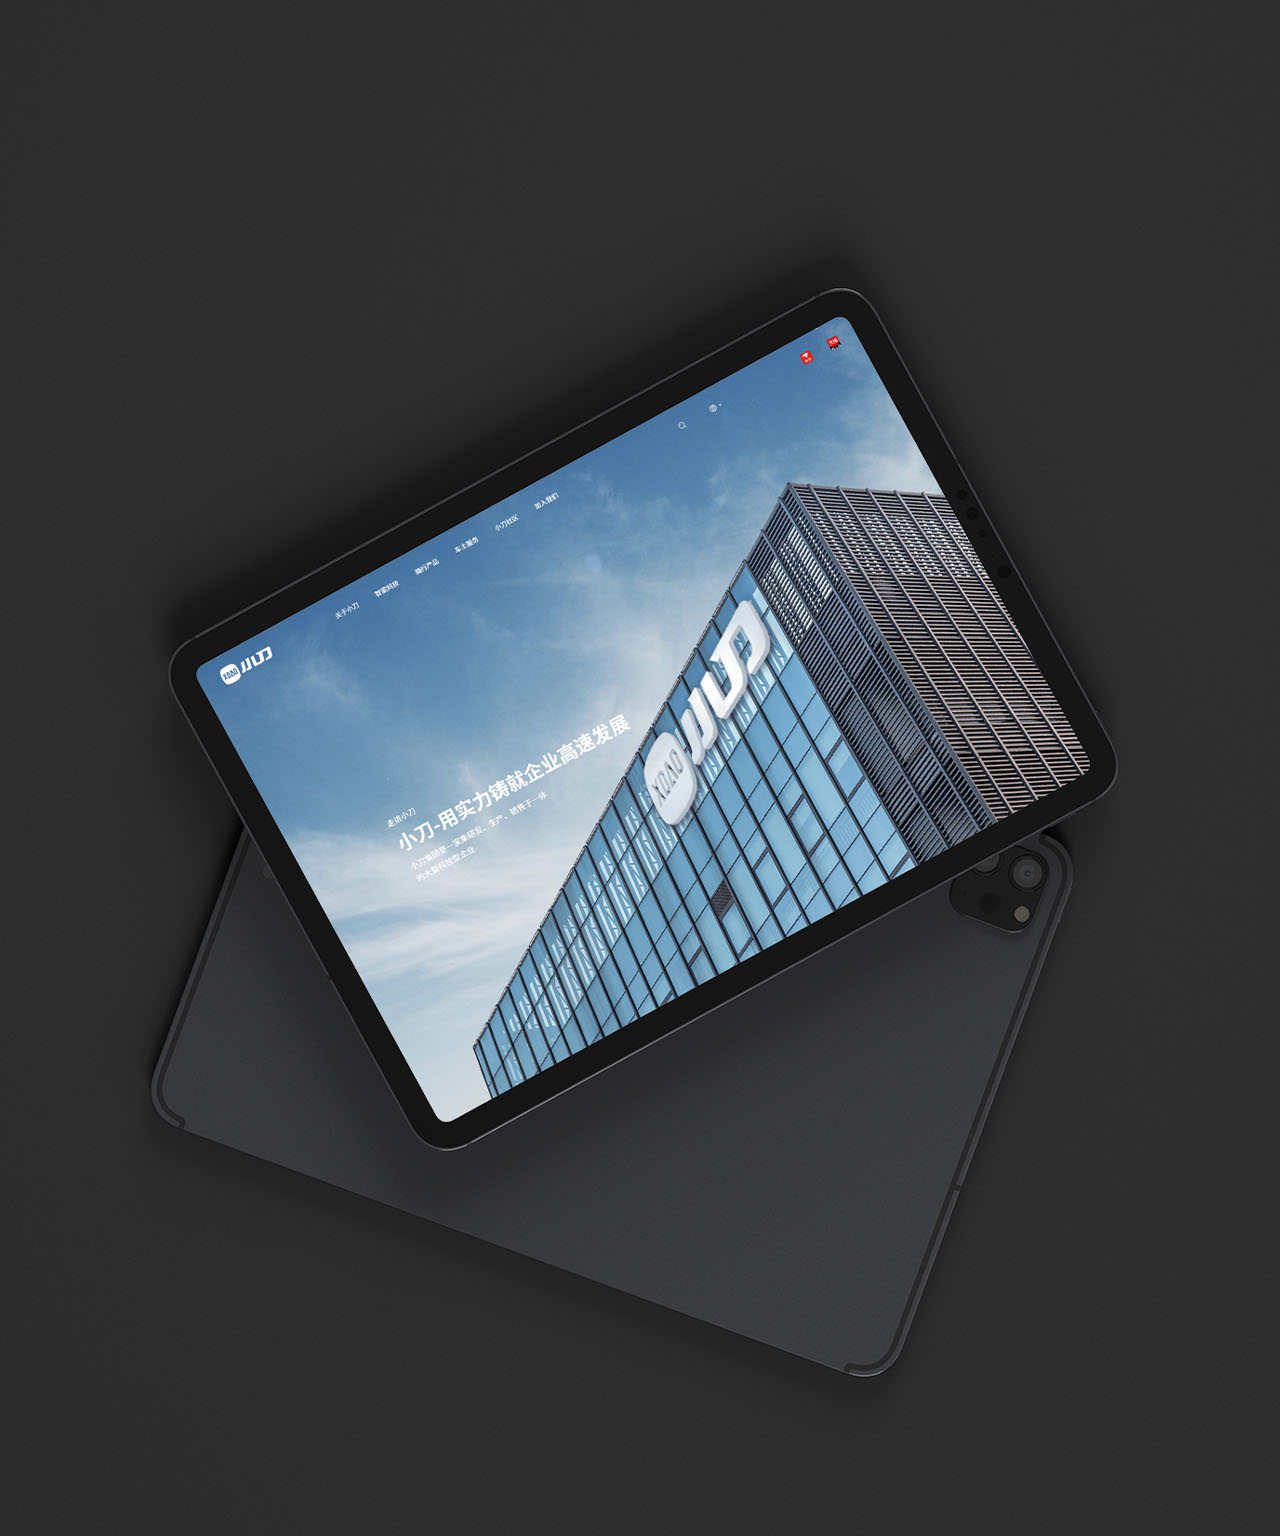 XDAO 小刀
关于小刀
智能科技
骑行产品
车主服务
小刀社区
加入我们
天猫
走进小刀
小刀-用实力铸就企业高速发展
小刀集团是一家集研发、生产、销售于一体
的大型科技型企业
XDAO 小刀